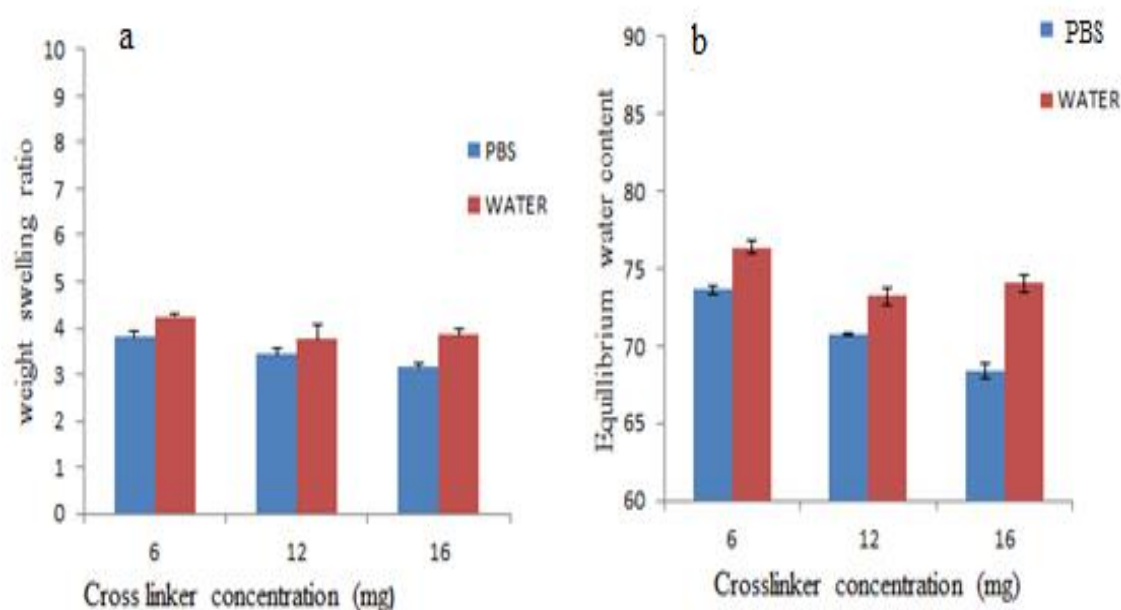 a
10
9
8
7
6
5
4
3
2
1
0
weight swelling ratio
PBS
WATER
6 12 16
Cross linker concentration (mg)
b
90
85
80
75
70
65
60
Equillibrium water content
PBS
WATER
6 12 16
Crosslinker concentration (mg)